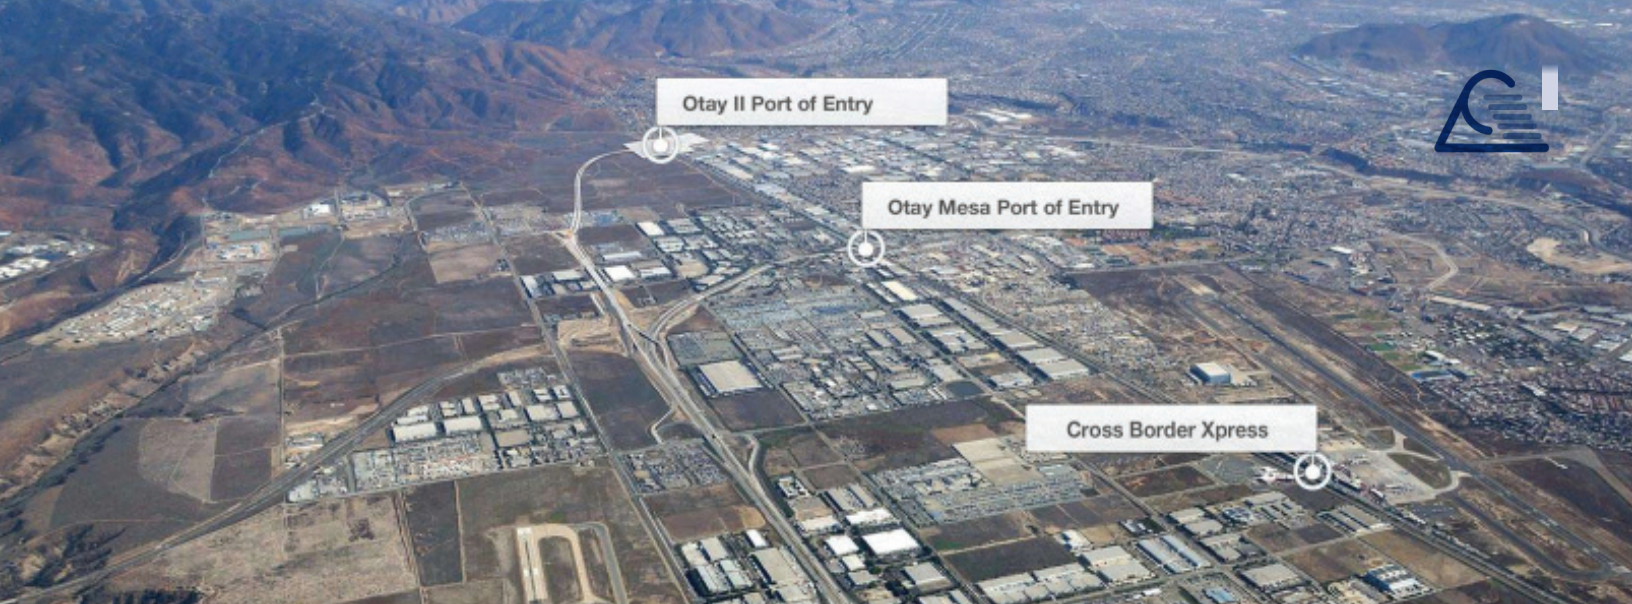 Otay II Port of Entry
Otay Mesa Port of Entry
Cross Border Xpress